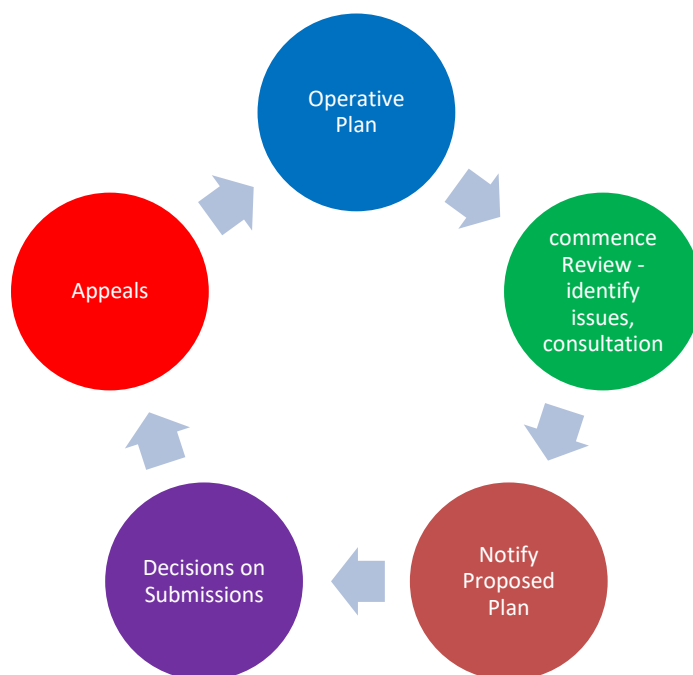 Operative
Plan
commence
Review -
identify
issues,
consultation
Notify
Proposed
Plan
Decisions on
Submissions
Appeals